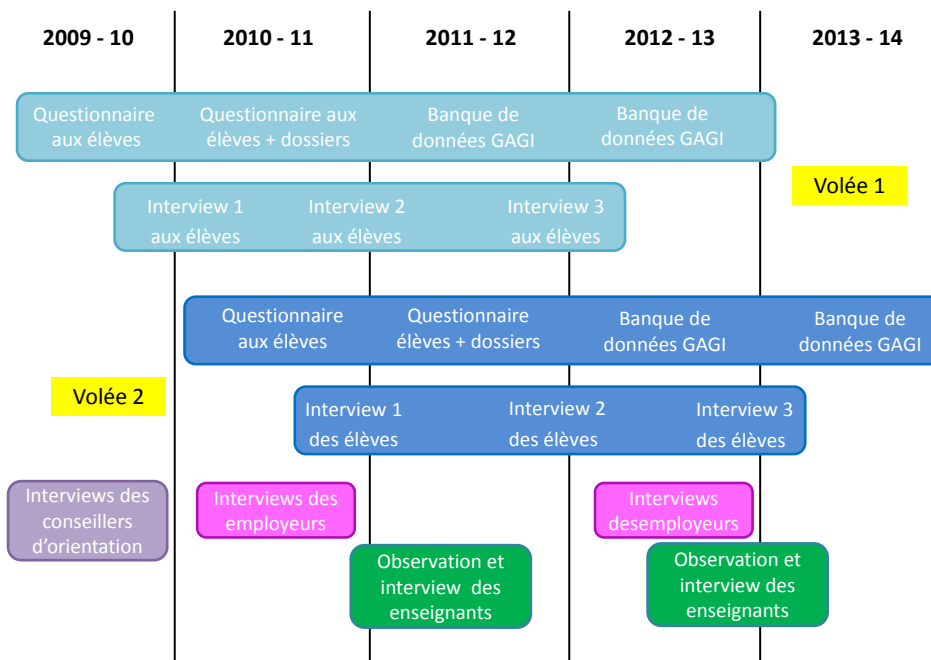 2009 - 10
2010 - 11
2011 - 12
2012 - 13
2013 - 14
Questionnaire
aux élèves
Questionnaire aux
élèves + dossiers
Banque de
données GAGI
Banque de
données GAGI
Volée 1
Interview 1
aux élèves
Interview 2
aux élèves
Interview 3
aux élèves
Questionnaire
aux élèves
Questionnaire
élèves + dossiers
Banque de
données GAGI
Banque de
données GAGI
Volée 2
Interview 1
des élèves
Interview 2
des élèves
Interview 3
des élèves
Interviews des
conseillers
d'orientation
Interviews des
employeurs
Interviews
desemployeurs
Observation et
interview des
enseignants
Observation et
interview des
enseignants